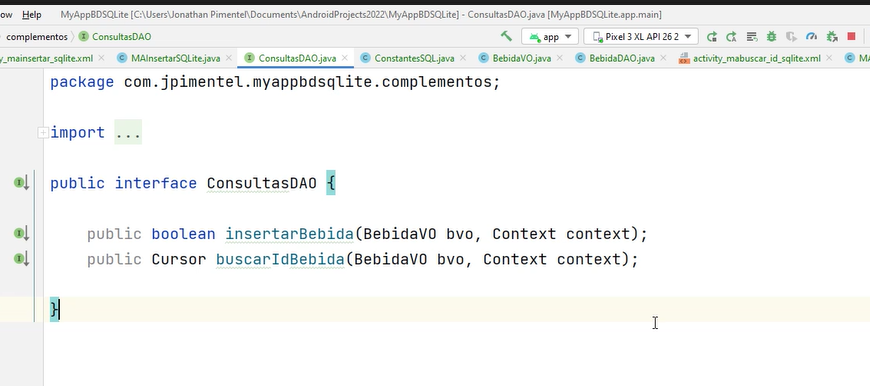 ow Help MyAppBDSQLite [C:\Users\Jonathan Pimentel\Documents\AndroidProjects2022\MyAppBDSQLite] - ConsultasDAO.java [MyAppBDSQLite.app.main]
complementos ConsultasDAO app Pixel 3 XL API 26 2
y_mainsertar_sqlite.xml MAInsertarSQLite.java ConsultasDAO.java ConstantesSQL.java BebidaVO.java BebidaDAO.java activity_mabuscar_id_sqlite.xml MA
package com.jpimentel.myappbdsqlite.complementos;
import ...
public interface ConsultasDAO {
public boolean insertarBebida(BebidaVO bvo, Context context);
public Cursor buscarIdBebida(BebidaVO bvo, Context context);
}